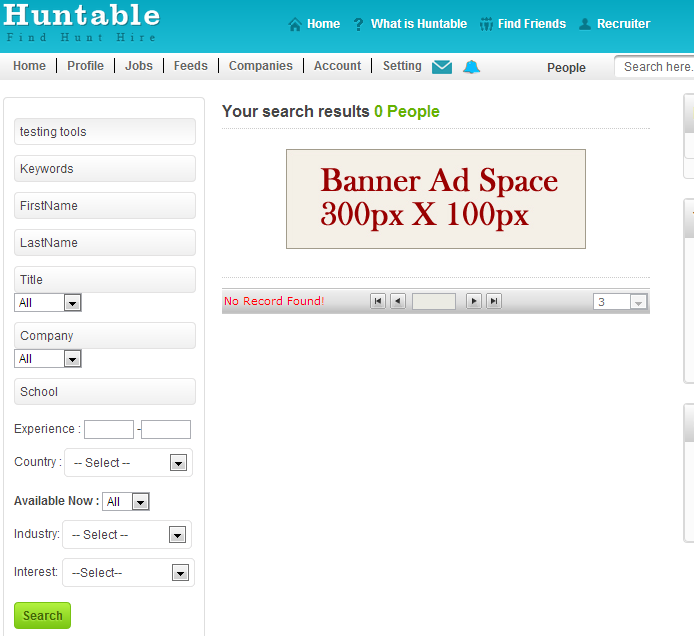 Huntable
Find Hunt Hire
Home What is Huntable Find Friends Recruiter
Home Profile Jobs Feeds Companies Account Setting People Search here.
testing tools
Keywords
FirstName
LastName
Title
All
Company
All
School
Experience : -
Country : -- Select --
Available Now : All
Industry: -- Select --
Interest: --Select--
Search
Your search results 0 People
Banner Ad Space
300px X 100px
No Record Found! 3